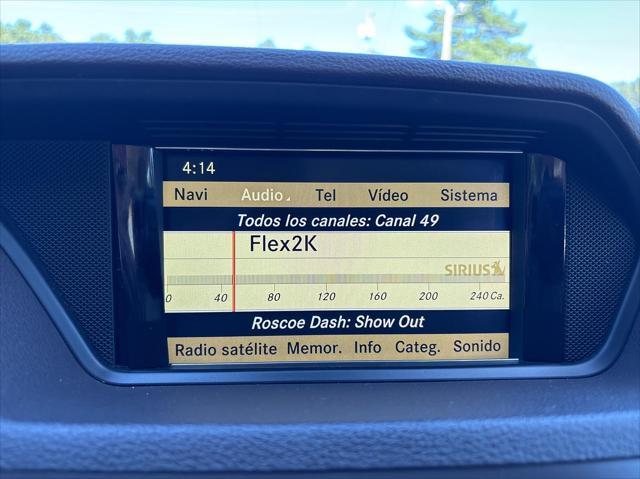 4:14
Navi Audio Tel Vídeo Sistema
Todos los canales: Canal 49
Flex2K
SIRIUS
0 40 80 120 160 200 240 Ca.
Roscoe Dash: Show Out
Radio satélite Memor. Info Categ. Sonido